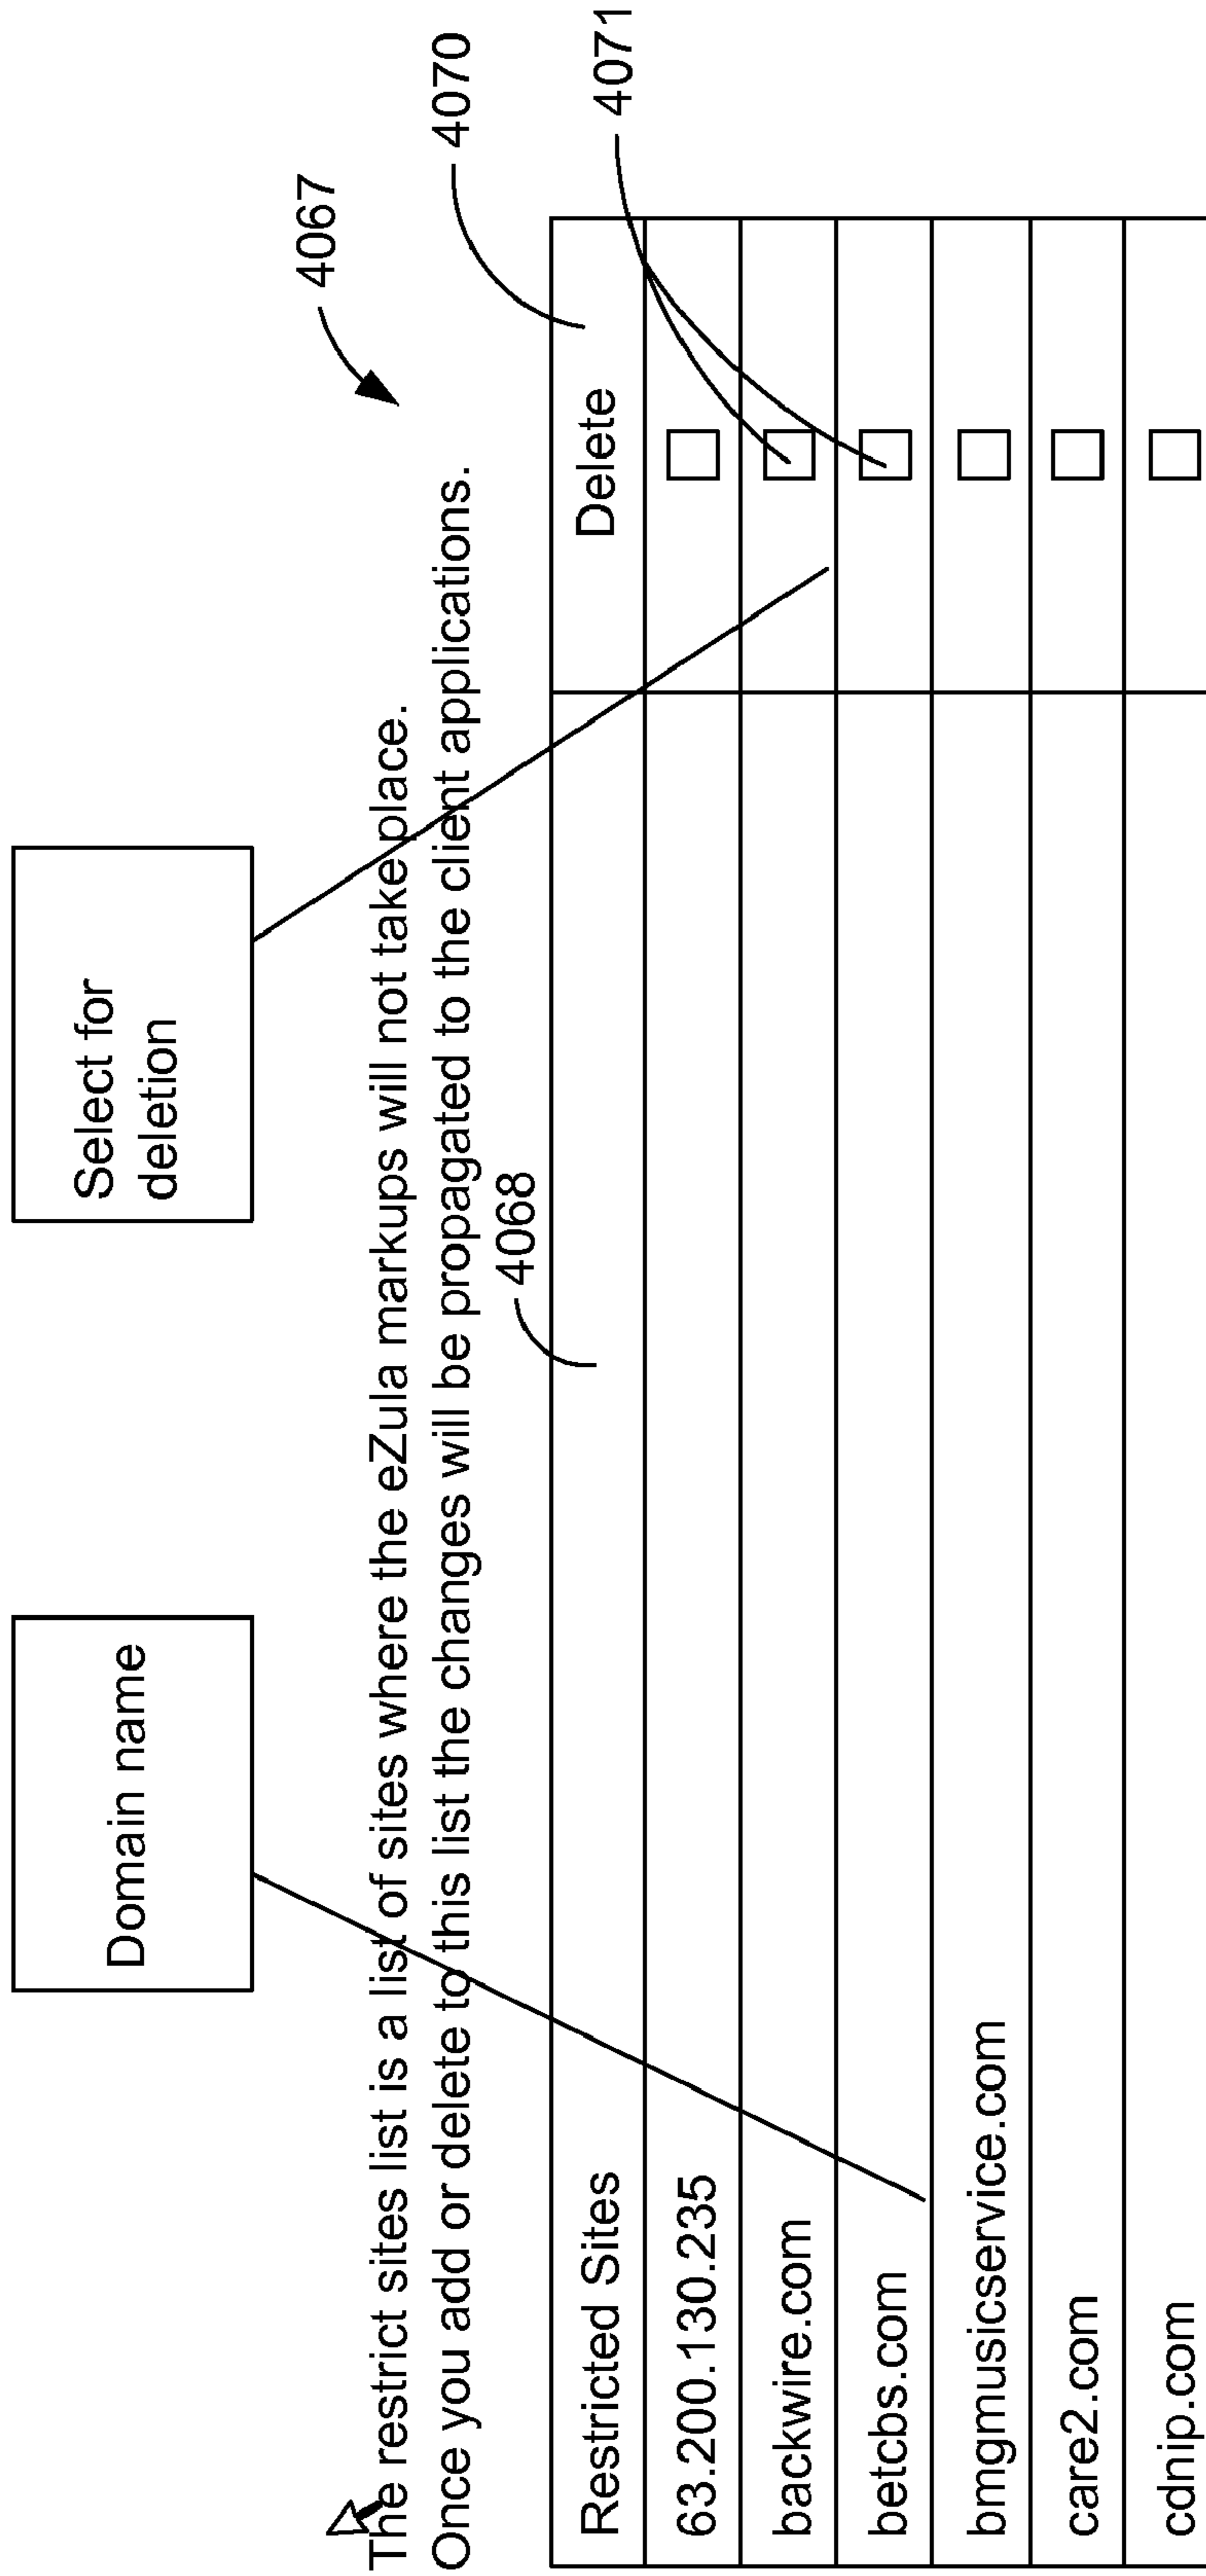 Domain name
Select for
deletion
4067
The restrict sites list is a list of sites where the eZula markups will not take place.
Once you add or delete to this list the changes will be propagated to the client applications.
4070
4068
4071
Restricted Sites Delete
63.200.130.235
backwire.com
betcbs.com
bmgmusicservice.com
care2.com
cdnip.com